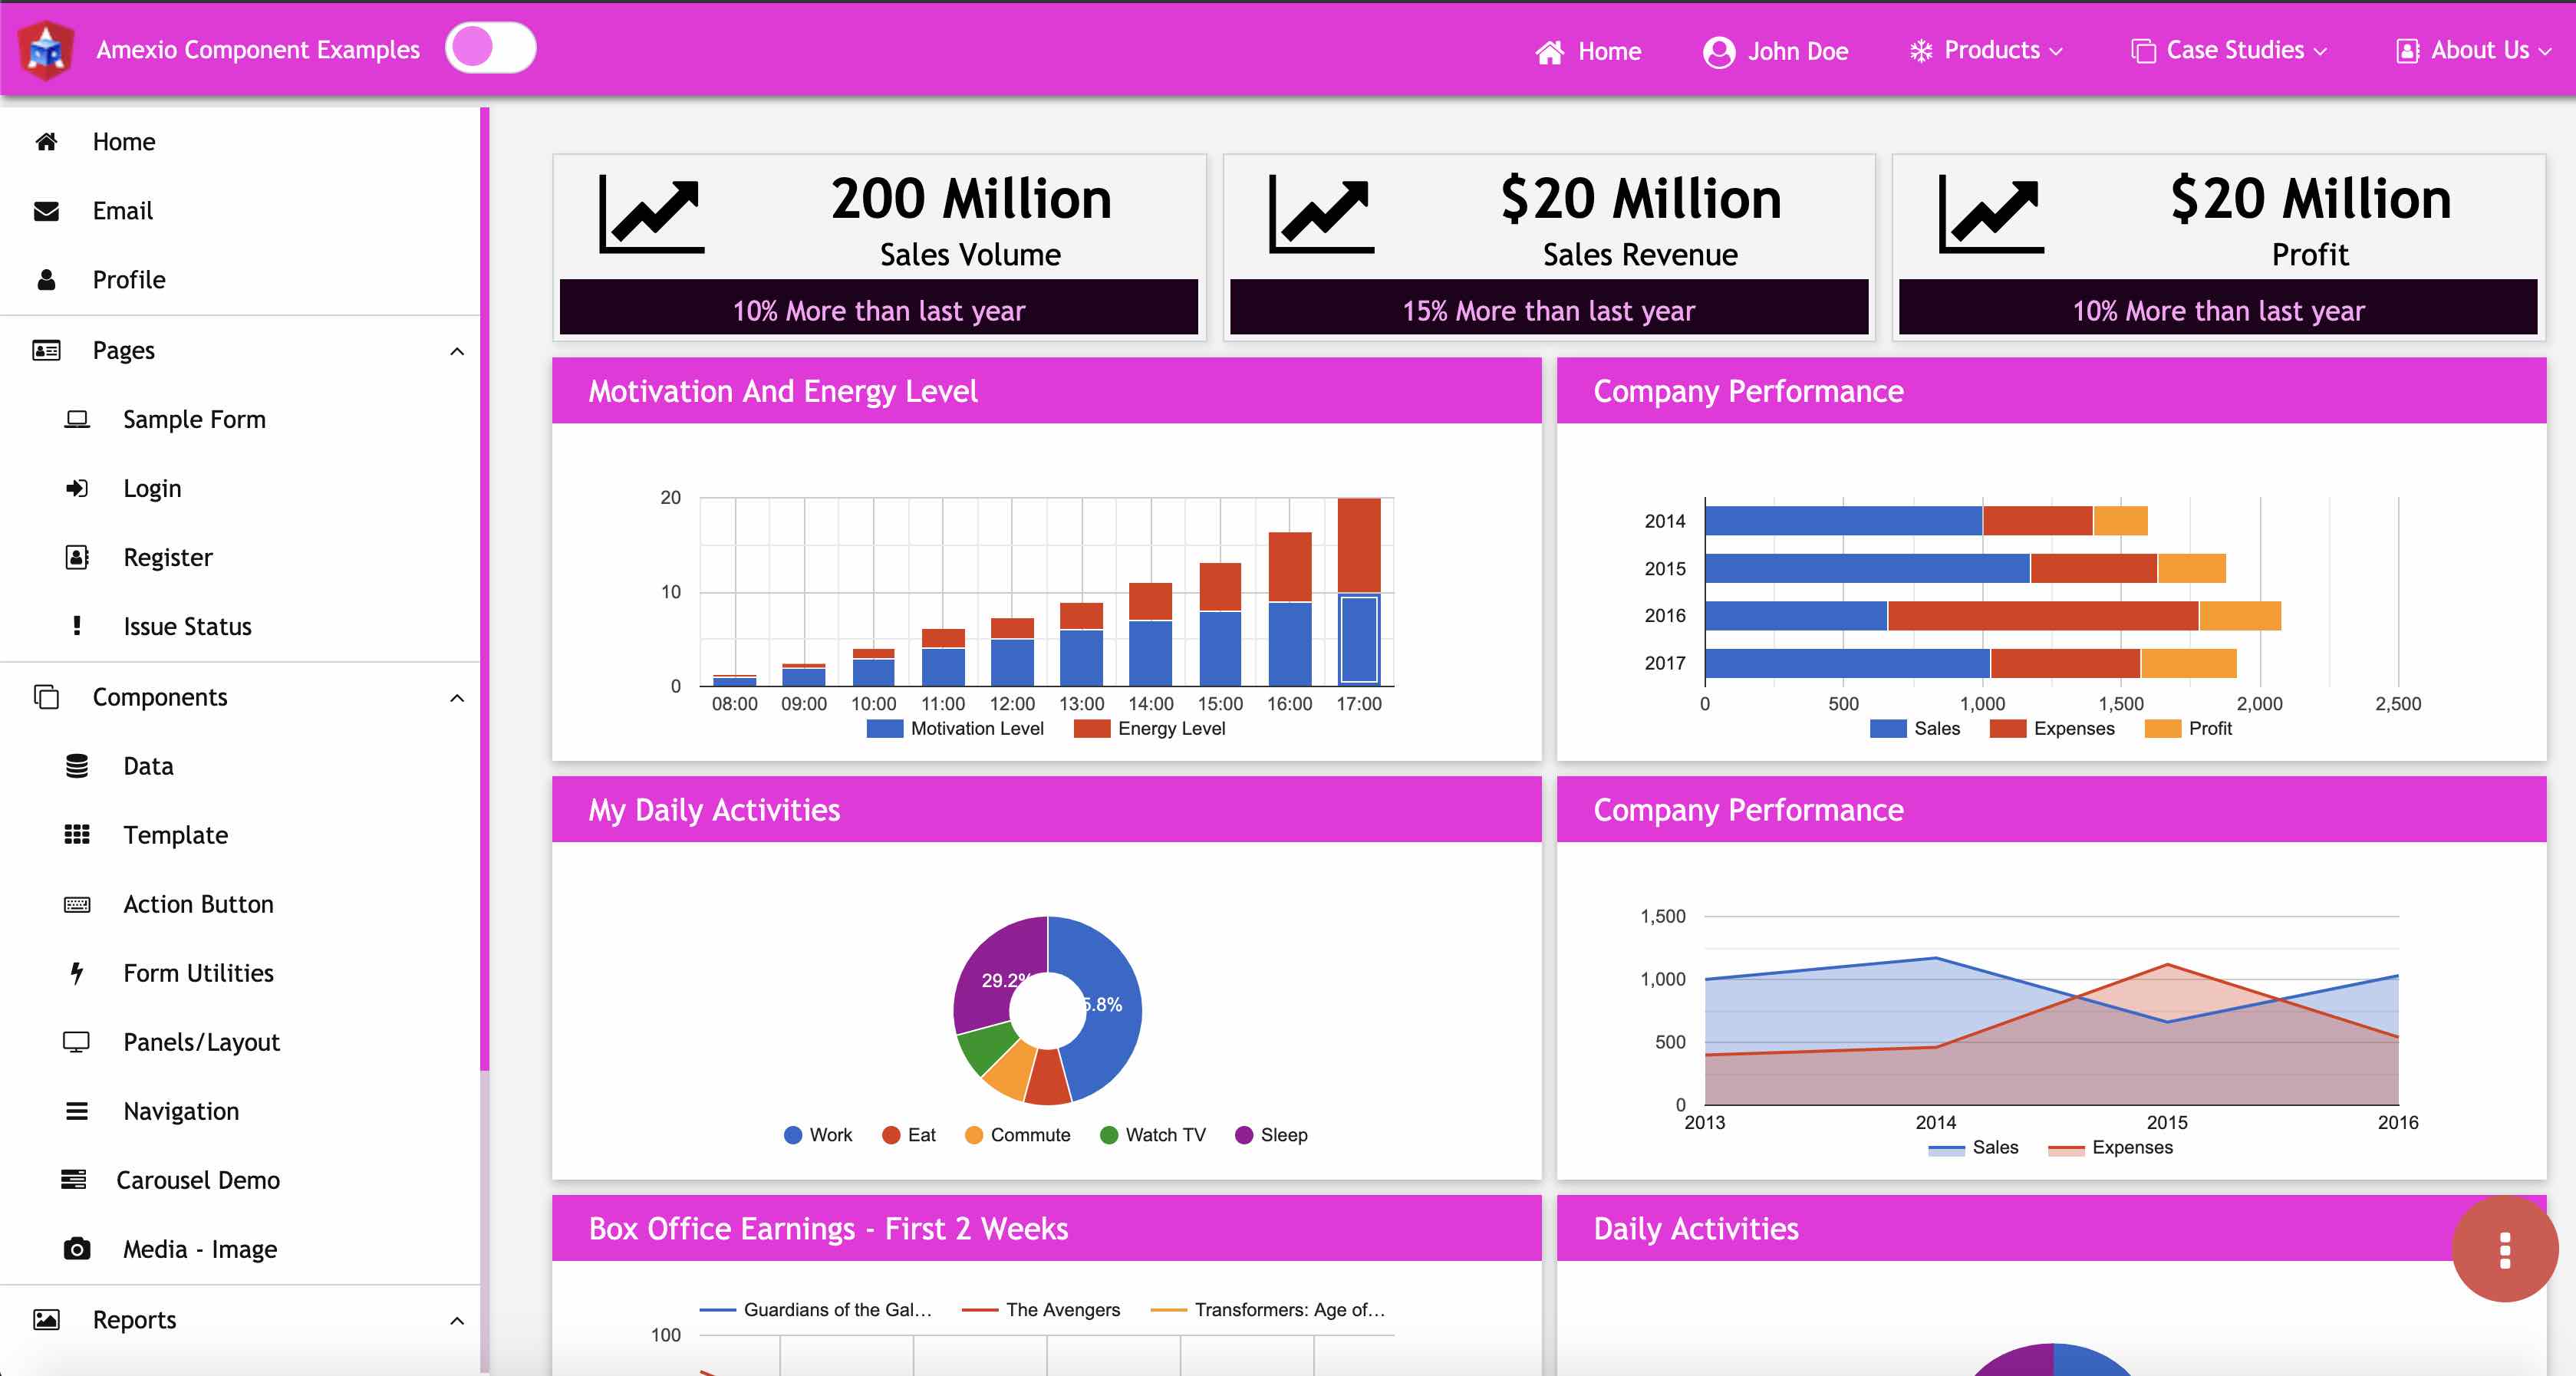 Amexio Component Examples
Home
John Doe
Products
Case Studies
About Us
Home
Email
Profile
Pages
Sample Form
Login
Register
Issue Status
Components
Data
Template
Action Button
Form Utilities
Panels/Layout
Navigation
Carousel Demo
Media - Image
Reports
200 Million
Sales Volume
10% More than last year
$20 Million
Sales Revenue
15% More than last year
$20 Million
Profit
10% More than last year
Motivation And Energy Level
20
10
0
08:00 09:00 10:00 11:00 12:00 13:00 14:00 15:00 16:00 17:00
Motivation Level Energy Level
Company Performance
2014
2015
2016
2017
0 500 1,000 1,500 2,000 2,500
Sales Expenses Profit
My Daily Activities
29.2%
5.8%
Work Eat Commute Watch TV Sleep
Company Performance
1,500
1,000
500
0
2013 2014 2015 2016
Sales Expenses
Box Office Earnings - First 2 Weeks
Guardians of the Gal... The Avengers Transformers: Age of...
100
Daily Activities